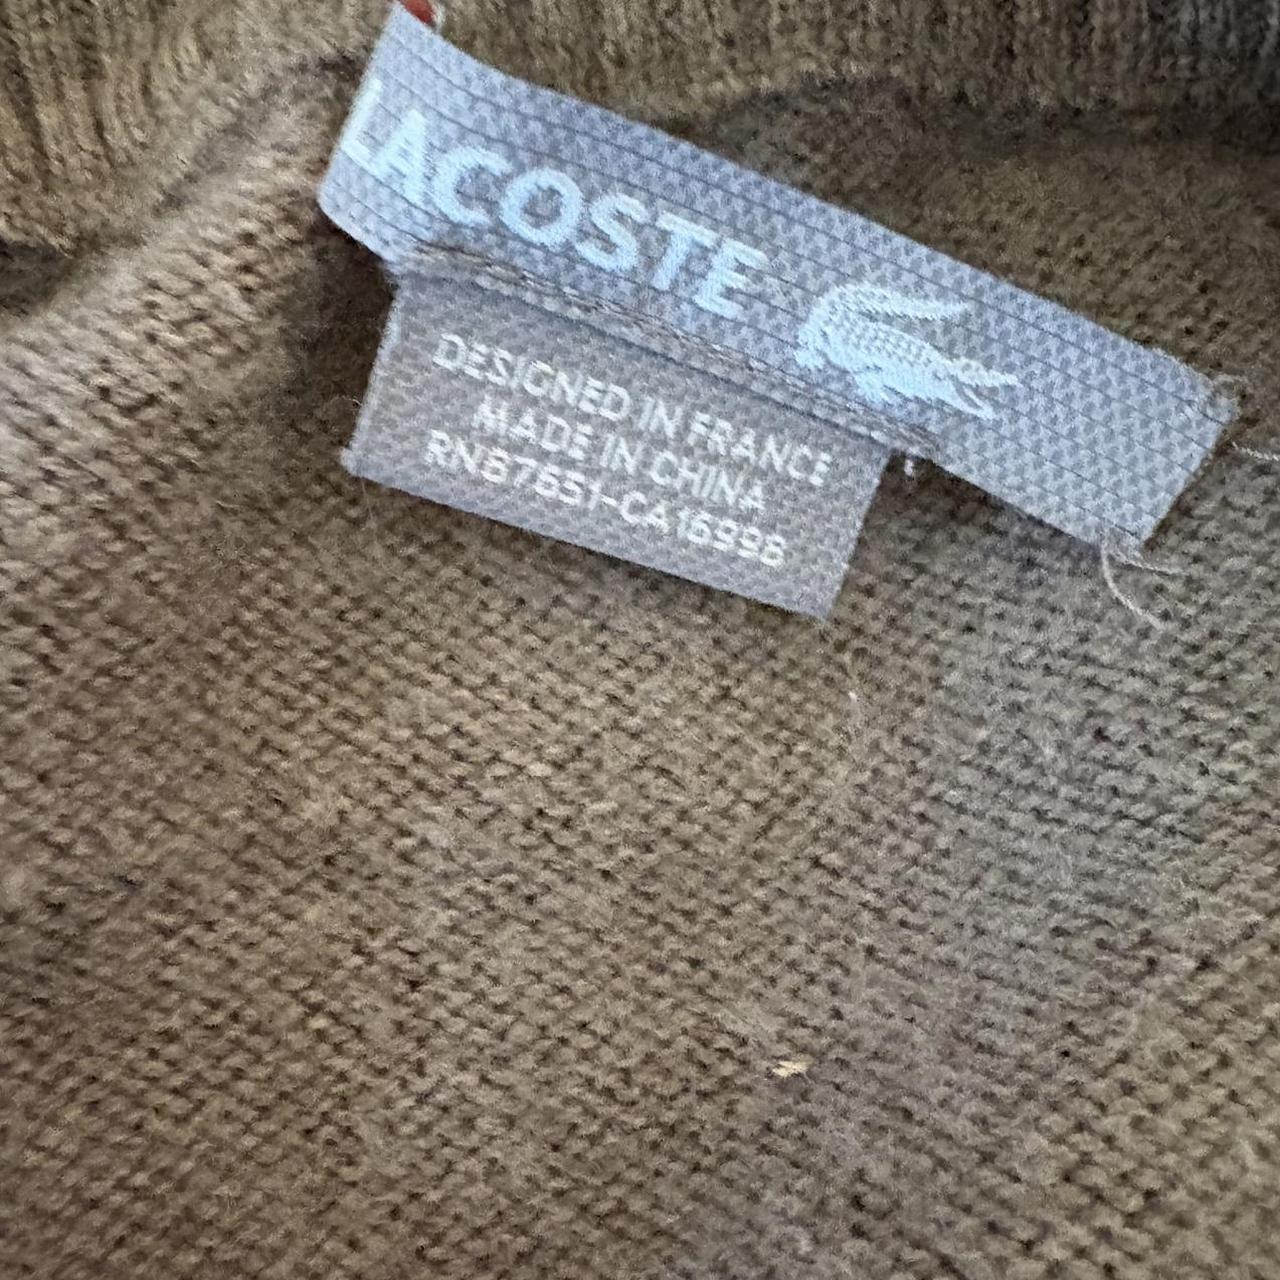 LACOSTE
DESIGNED IN FRANCE
MADE IN CHINA
RN87651-CA16998